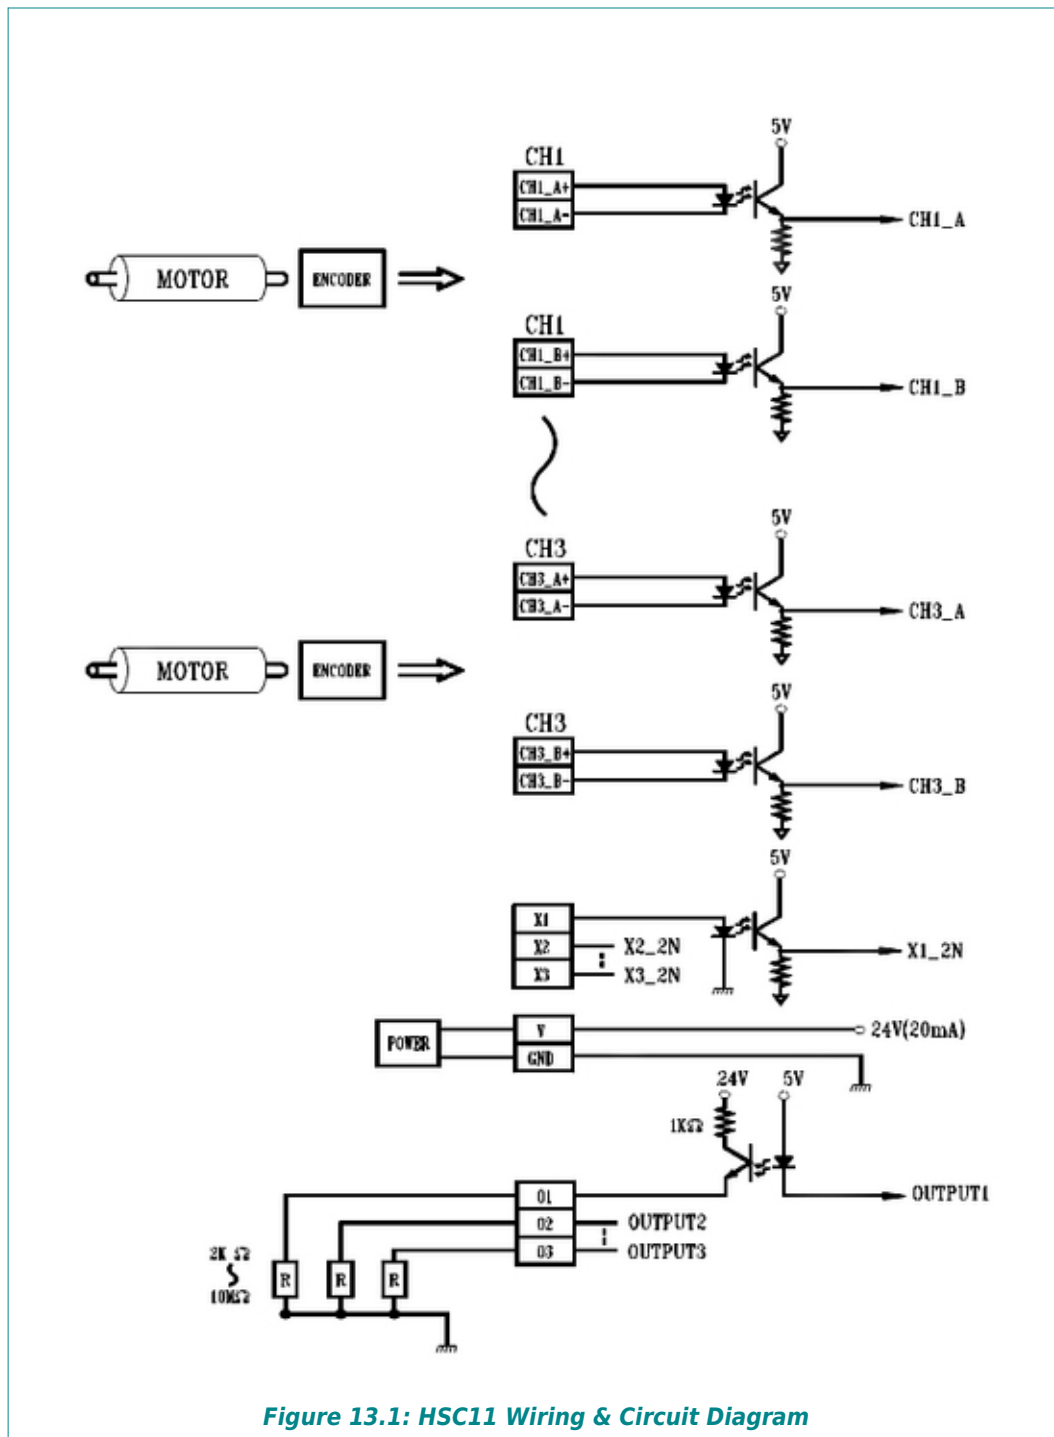 5V
CH1
CH1_A+
CH1_A-
CH1_A
MOTOR
ENCODER
5V
CH1
CH1_B+
CH1_B-
CH1_B
5V
CH3
CH3_A+
CH3_A-
CH3_A
MOTOR
ENCODER
5V
CH3
CH3_B+
CH3_B-
CH3_B
5V
X1
X2 X2_2N
X3 X3_2N
X1_2N
POWER
V
24V(20mA)
GND
24V 5V
1KΩ
O1
OUTPUT1
O2 OUTPUT2
O3 OUTPUT3
2K Ω
10MΩ
R R R
Figure 13.1: HSC11 Wiring & Circuit Diagram